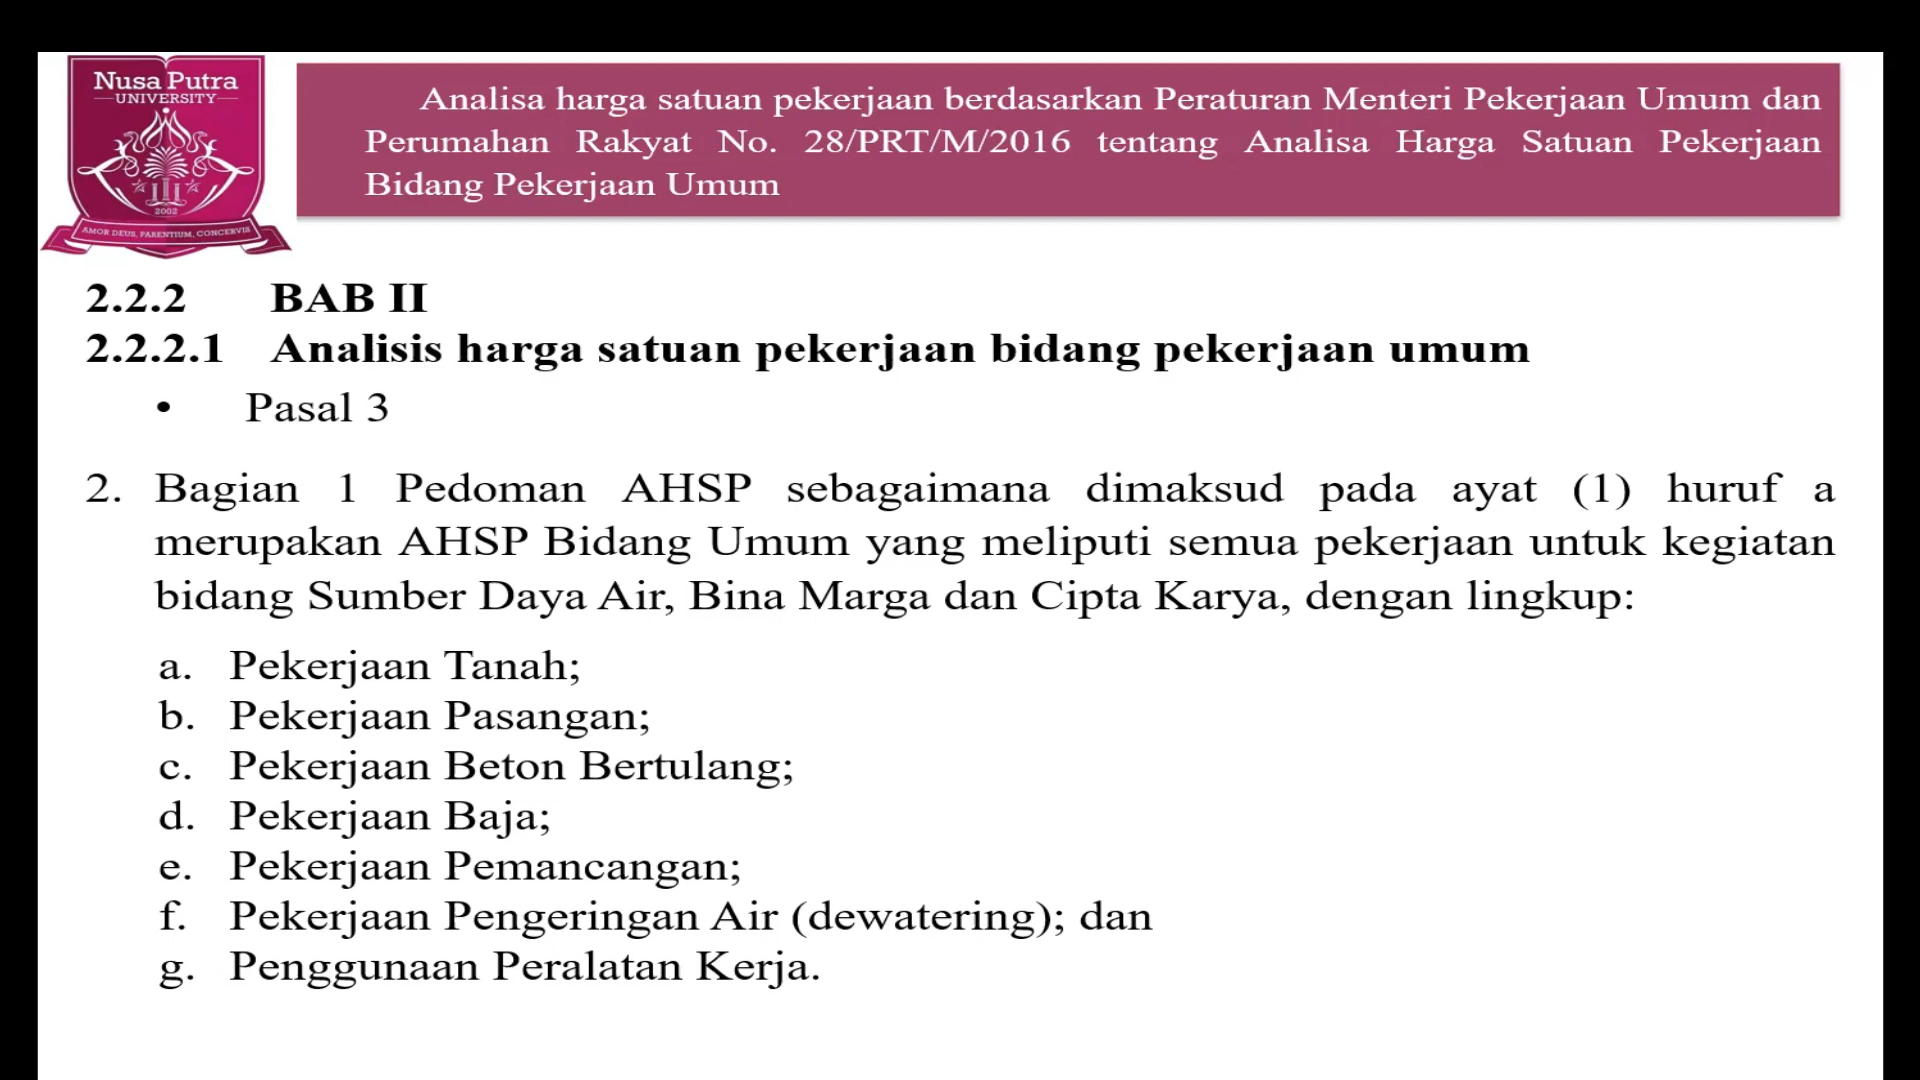 Nusa Putra
UNIVERSITY
2002
AMOR DEUS, PARENTIUM, CONCERVIS
Analisa harga satuan pekerjaan berdasarkan Peraturan Menteri Pekerjaan Umum dan
Perumahan Rakyat No. 28/PRT/M/2016 tentang Analisa Harga Satuan Pekerjaan
Bidang Pekerjaan Umum
2.2.2 BAB II
2.2.2.1 Analisis harga satuan pekerjaan bidang pekerjaan umum
• Pasal 3
2. Bagian 1 Pedoman AHSP sebagaimana dimaksud pada ayat (1) huruf a
merupakan AHSP Bidang Umum yang meliputi semua pekerjaan untuk kegiatan
bidang Sumber Daya Air, Bina Marga dan Cipta Karya, dengan lingkup:
a. Pekerjaan Tanah;
b. Pekerjaan Pasangan;
c. Pekerjaan Beton Bertulang;
d. Pekerjaan Baja;
e. Pekerjaan Pemancangan;
f. Pekerjaan Pengeringan Air (dewatering); dan
g. Penggunaan Peralatan Kerja.